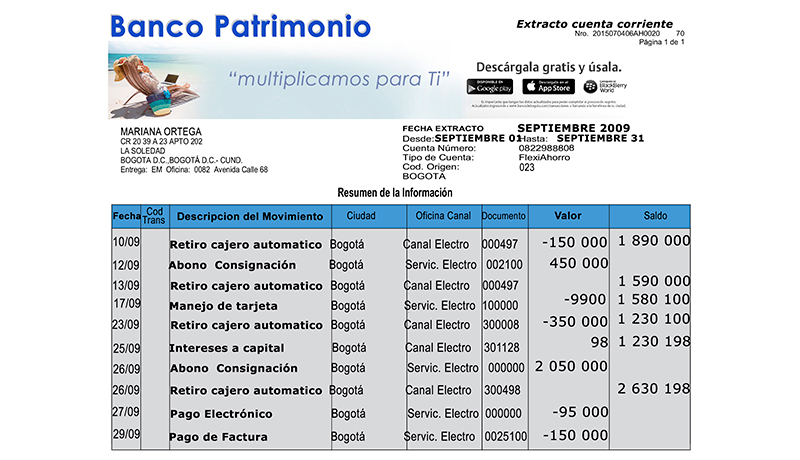 Banco Patrimonio
Extracto cuenta corriente
Nro. 2015070406AH0020 70
Página 1 de 1
"multiplicamos para Ti"
Descárgala gratis y úsala.
DISPONIBLE EN Google play
App Store
BlackBerry World
MARIANA ORTEGA
CR 20 39 A 23 APTO 202
LA SOLEDAD
BOGOTA D.C.,BOGOTÁ D.C.- CUND.
Entrega: EM Oficina: 0082 Avenida Calle 68
FECHA EXTRACTO SEPTIEMBRE 2009
Desde:SEPTIEMBRE 01 Hasta: SEPTIEMBRE 31
Cuenta Número: 0822988808
Tipo de Cuenta: FlexiAhorro
Cod. Origen: 023
BOGOTA
Resumen de la Información
Fecha Cod Trans Descripcion del Movimiento Ciudad Oficina Canal Documento Valor Saldo
10/09 Retiro cajero automatico Bogotá Canal Electro 000497 -150 000 1 890 000
12/09 Abono Consignación Bogotá Servic. Electro 002100 450 000
13/09 Retiro cajero automatico Bogotá Canal Electro 000497 1 590 000
17/09 Manejo de tarjeta Bogotá Servic. Electro 100000 -9900 1 580 100
23/09 Retiro cajero automatico Bogotá Canal Electro 300008 -350 000 1 230 100
25/09 Intereses a capital Bogotá Canal Electro 301128 98 1 230 198
26/09 Abono Consignación Bogotá Servic. Electro 000000 2 050 000
26/09 Retiro cajero automatico Bogotá Canal Electro 300498 2 630 198
27/09 Pago Electrónico Bogotá Servic. Electro 000000 -95 000
29/09 Pago de Factura Bogotá Servic. Electro 0025100 -150 000